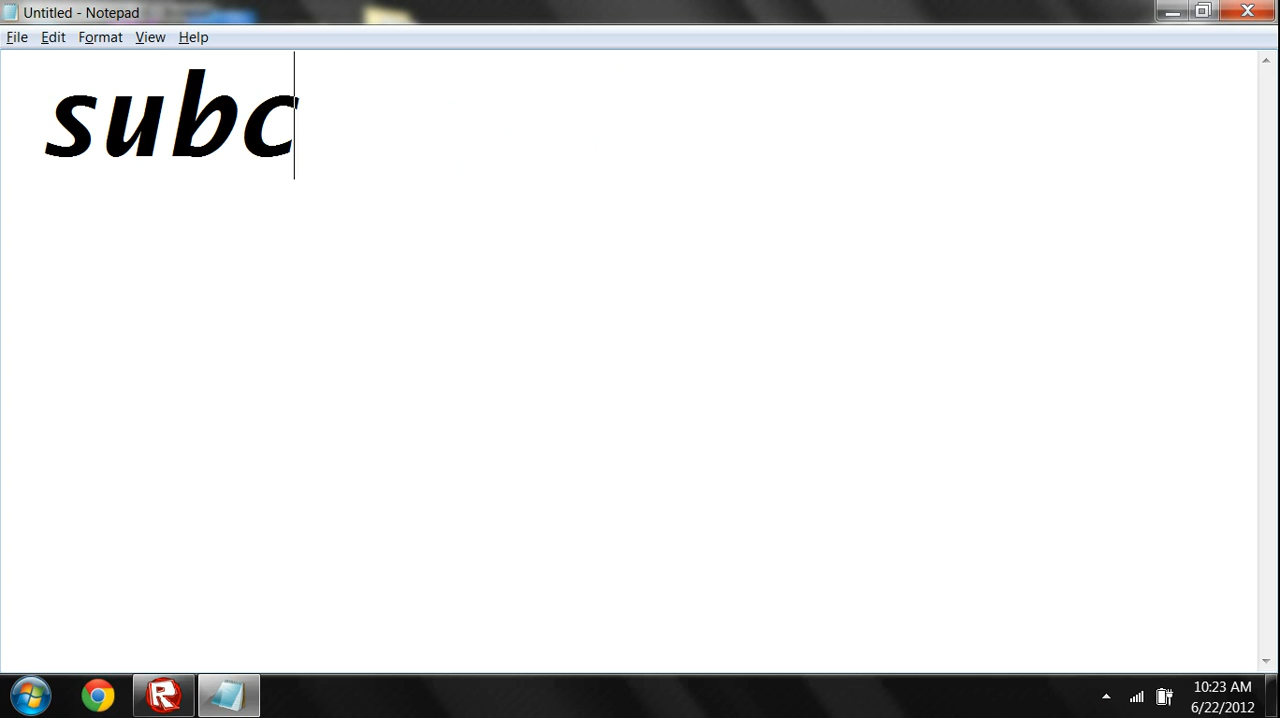 Untitled - Notepad
File Edit Format View Help
subc
10:23 AM
6/22/2012